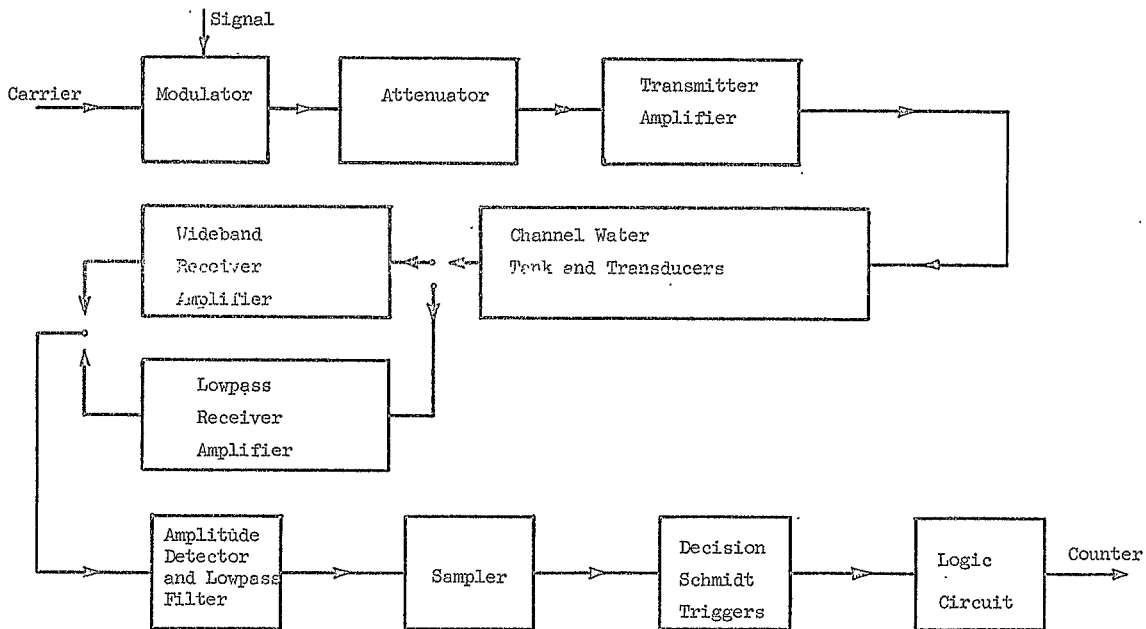 Signal
Carrier
Modulator
Attenuator
Transmitter
Amplifier
Wideband
Receiver
Amplifier
Channel Water
Tank and Transducers
Lowpass
Receiver
Amplifier
Amplitude
Detector
and Lowpass
Filter
Sampler
Decision
Schmidt
Triggers
Logic
Circuit
Counter